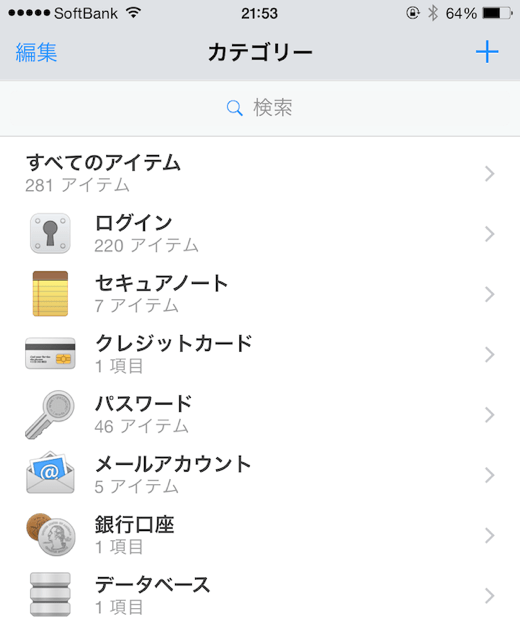 SoftBank 21:53 64%
編集 カテゴリー
検索
すべてのアイテム
281 アイテム
ログイン
220 アイテム
セキュアノート
7 アイテム
クレジットカード
1 項目
パスワード
46 アイテム
メールアカウント
5 アイテム
銀行口座
1 項目
データベース
1 項目